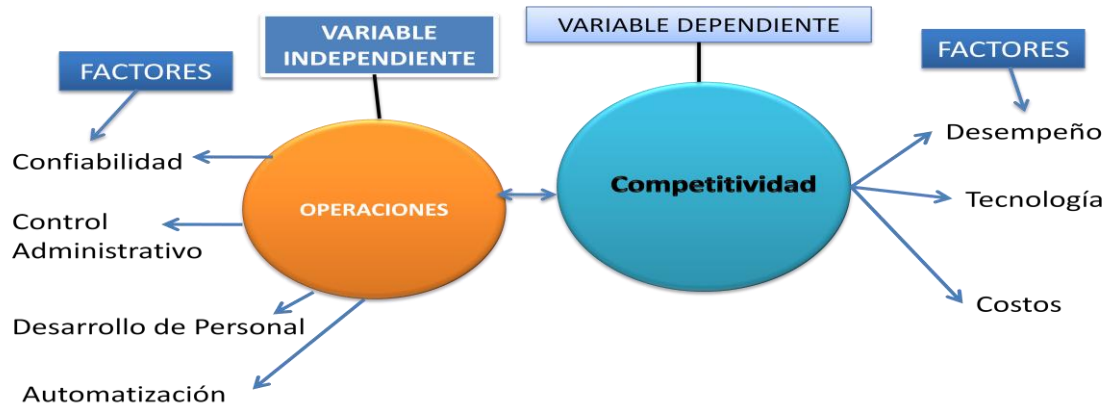 VARIABLE
INDEPENDIENTE
VARIABLE DEPENDIENTE
FACTORES
FACTORES
Confiabilidad
Control
Administrativo
Desarrollo de Personal
Automatización
OPERACIONES
Competitividad
Desempeño
Tecnología
Costos